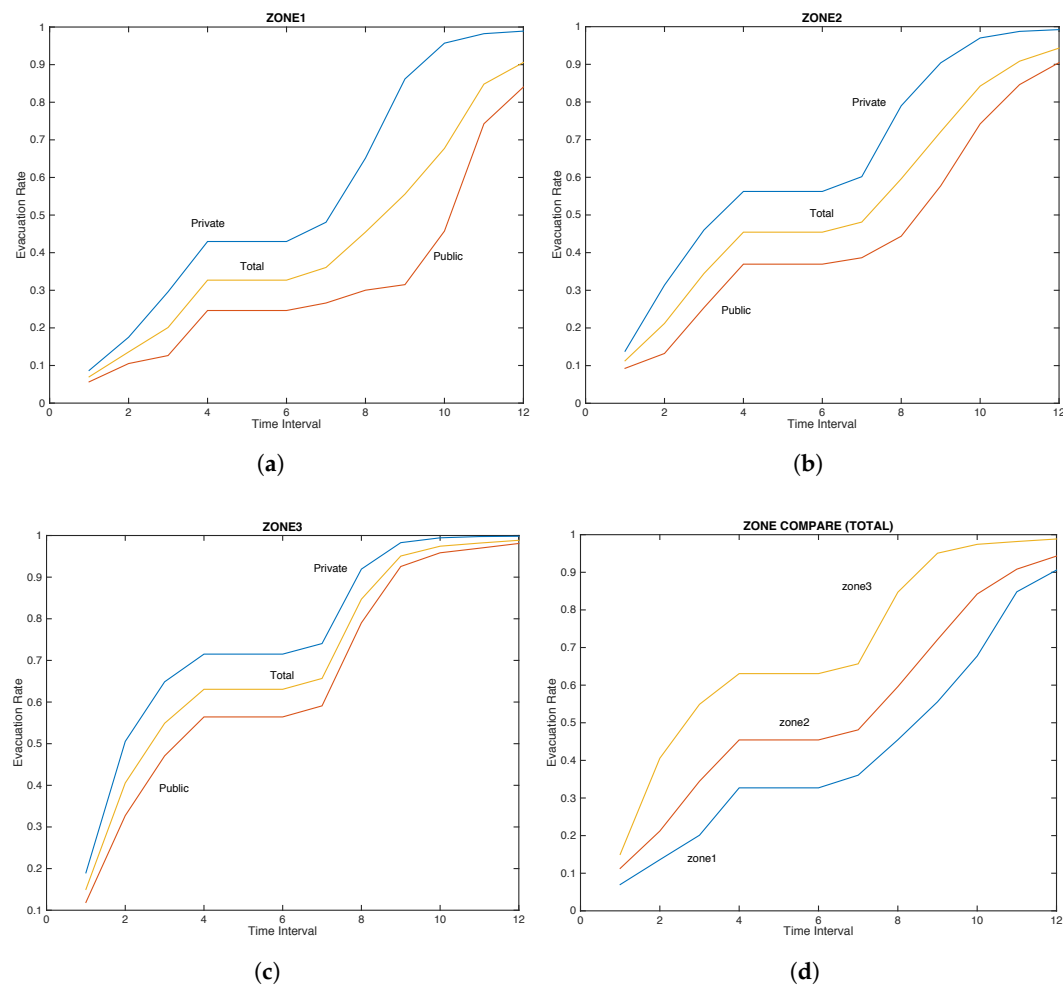 ZONE1
1
0.9
0.8
0.7
0.6
0.5
0.4
0.3
0.2
0.1
0
Evacuation Rate
Private
Total
Public
0 2 4 6 8 10 12
Time Interval
(a)
ZONE2
1
0.9
0.8
0.7
0.6
0.5
0.4
0.3
0.2
0.1
0
Evacuation Rate
Private
Total
Public
0 2 4 6 8 10 12
Time Interval
(b)
ZONE3
1
0.9
0.8
0.7
0.6
0.5
0.4
0.3
0.2
0.1
Evacuation Rate
Private
Total
Public
0 2 4 6 8 10 12
Time Interval
(c)
ZONE COMPARE (TOTAL)
1
0.9
0.8
0.7
0.6
0.5
0.4
0.3
0.2
0.1
0
Evacuation Rate
zone3
zone2
zone1
0 2 4 6 8 10 12
Time Interval
(d)